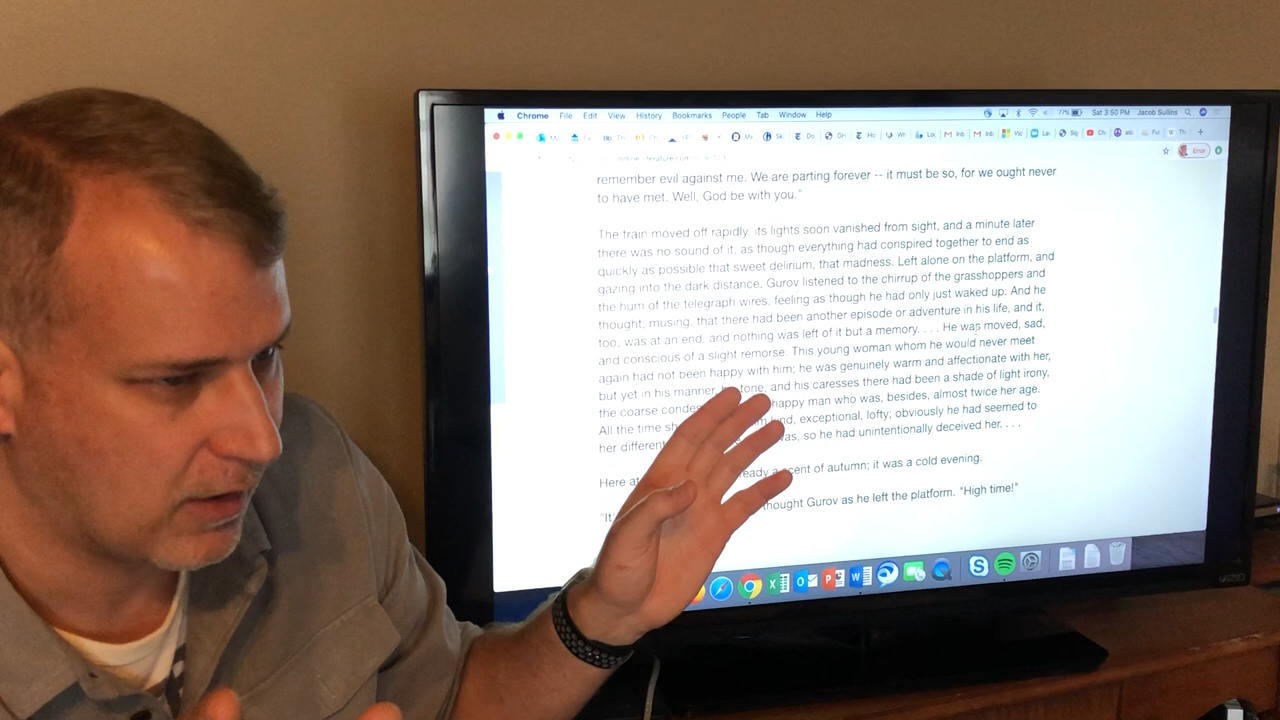 Chrome File Edit View History Bookmarks People Tab Window Help 77% Sat 3:50 PM Jacob Sullins
Error
remember evil against me. We are parting forever -- it must be so, for we ought never
to have met. Well, God be with you."
The train moved off rapidly, its lights soon vanished from sight, and a minute later
there was no sound of it, as though everything had conspired together to end as
quickly as possible that sweet delirium, that madness. Left alone on the platform, and
gazing into the dark distance, Gurov listened to the chirrup of the grasshoppers and
the hum of the telegraph wires, feeling as though he had only just waked up. And he
thought, musing, that there had been another episode or adventure in his life, and it,
too, was at an end, and nothing was left of it but a memory. . . . He was moved, sad,
and conscious of a slight remorse. This young woman whom he would never meet
again had not been happy with him; he was genuinely warm and affectionate with her,
but yet in his manner, tone, and his caresses there had been a shade of light irony,
the coarse happy man who was, besides, almost twice her age.
All the time kind, exceptional, lofty; obviously he had seemed to
her different was, so he had unintentionally deceived her. . . .
Here at scent of autumn; it was a cold evening.
thought Gurov as he left the platform. "High time!"
VIZIO